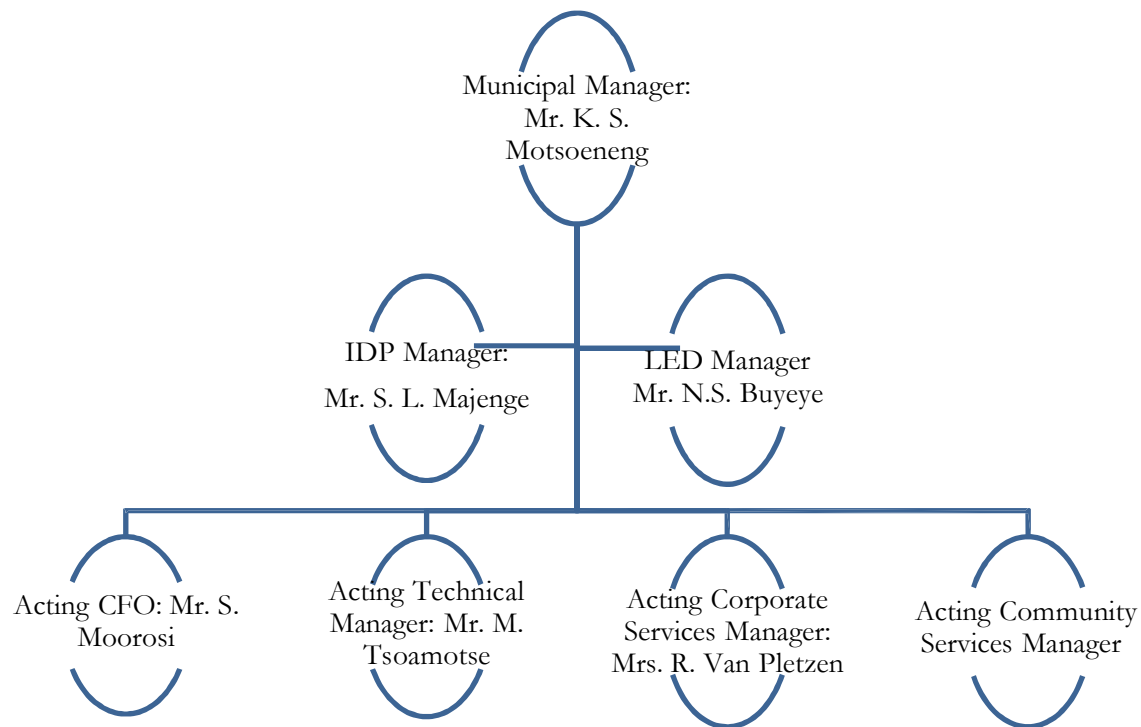 Municipal Manager:
Mr. K. S.
Motsoeneng
IDP Manager:
Mr. S. L. Majenge
LED Manager
Mr. N.S. Buyeye
Acting CFO: Mr. S.
Moorosi
Acting Technical
Manager: Mr. M.
Tsoamotse
Acting Corporate
Services Manager:
Mrs. R. Van Pletzen
Acting Community
Services Manager